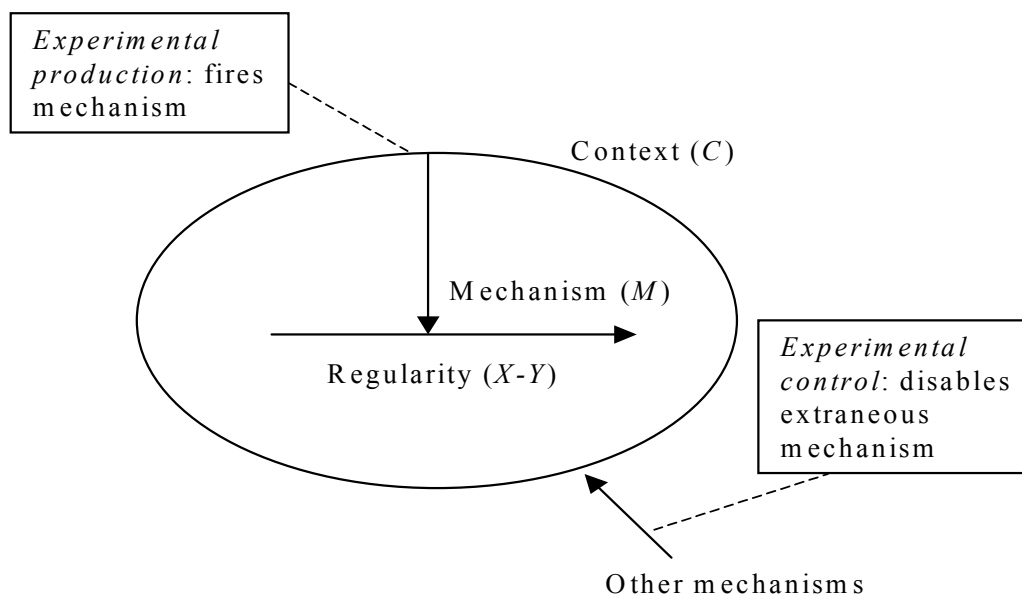 Experimental
production: fires
mechanism
Context (C)
Mechanism (M)
Regularity (X-Y)
Experimental
control: disables
extraneous
mechanism
Other mechanisms